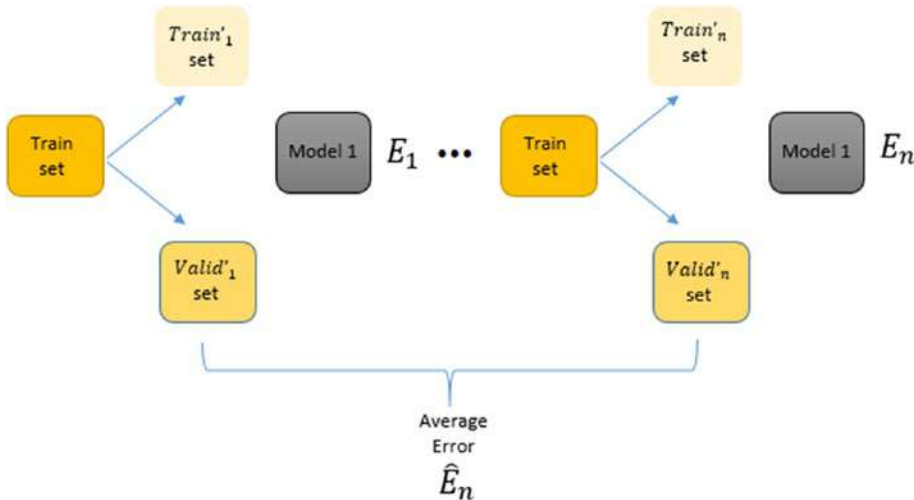 Train'₁
set
Train'ₙ
set
Train
set
Model 1
E₁ •••
Train
set
Model 1
Eₙ
Valid'₁
set
Valid'ₙ
set
Average
Error
Êₙ